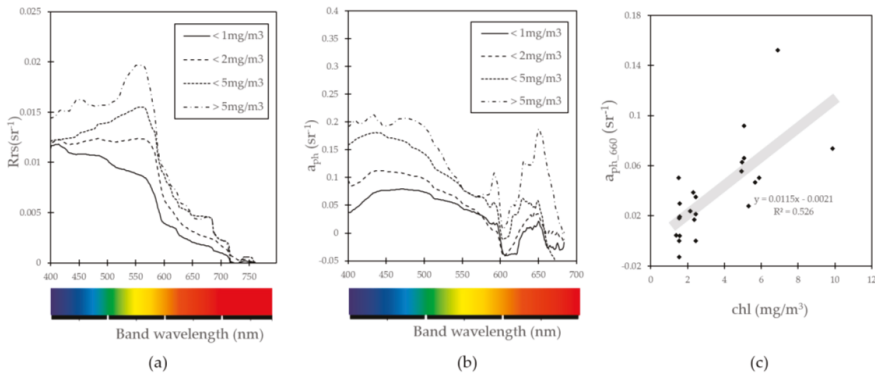 Rrs(sr⁻¹)
0.025
0.02
0.015
0.01
0.005
0
400 450 500 550 600 650 700 750
< 1mg/m3
< 2mg/m3
< 5mg/m3
> 5mg/m3
Band wavelength (nm)
(a)
aph (sr⁻¹)
0.4
0.35
0.3
0.25
0.2
0.15
0.1
0.05
0
-0.05
400 450 500 550 600 650 700
< 1mg/m3
< 2mg/m3
< 5mg/m3
> 5mg/m3
Band wavelength (nm)
(b)
aph_660 (sr⁻¹)
0.18
0.14
0.1
0.06
0.02
-0.02
0 2 4 6 8 10 12
y = 0.0115x - 0.0021
R² = 0.526
chl (mg/m³)
(c)